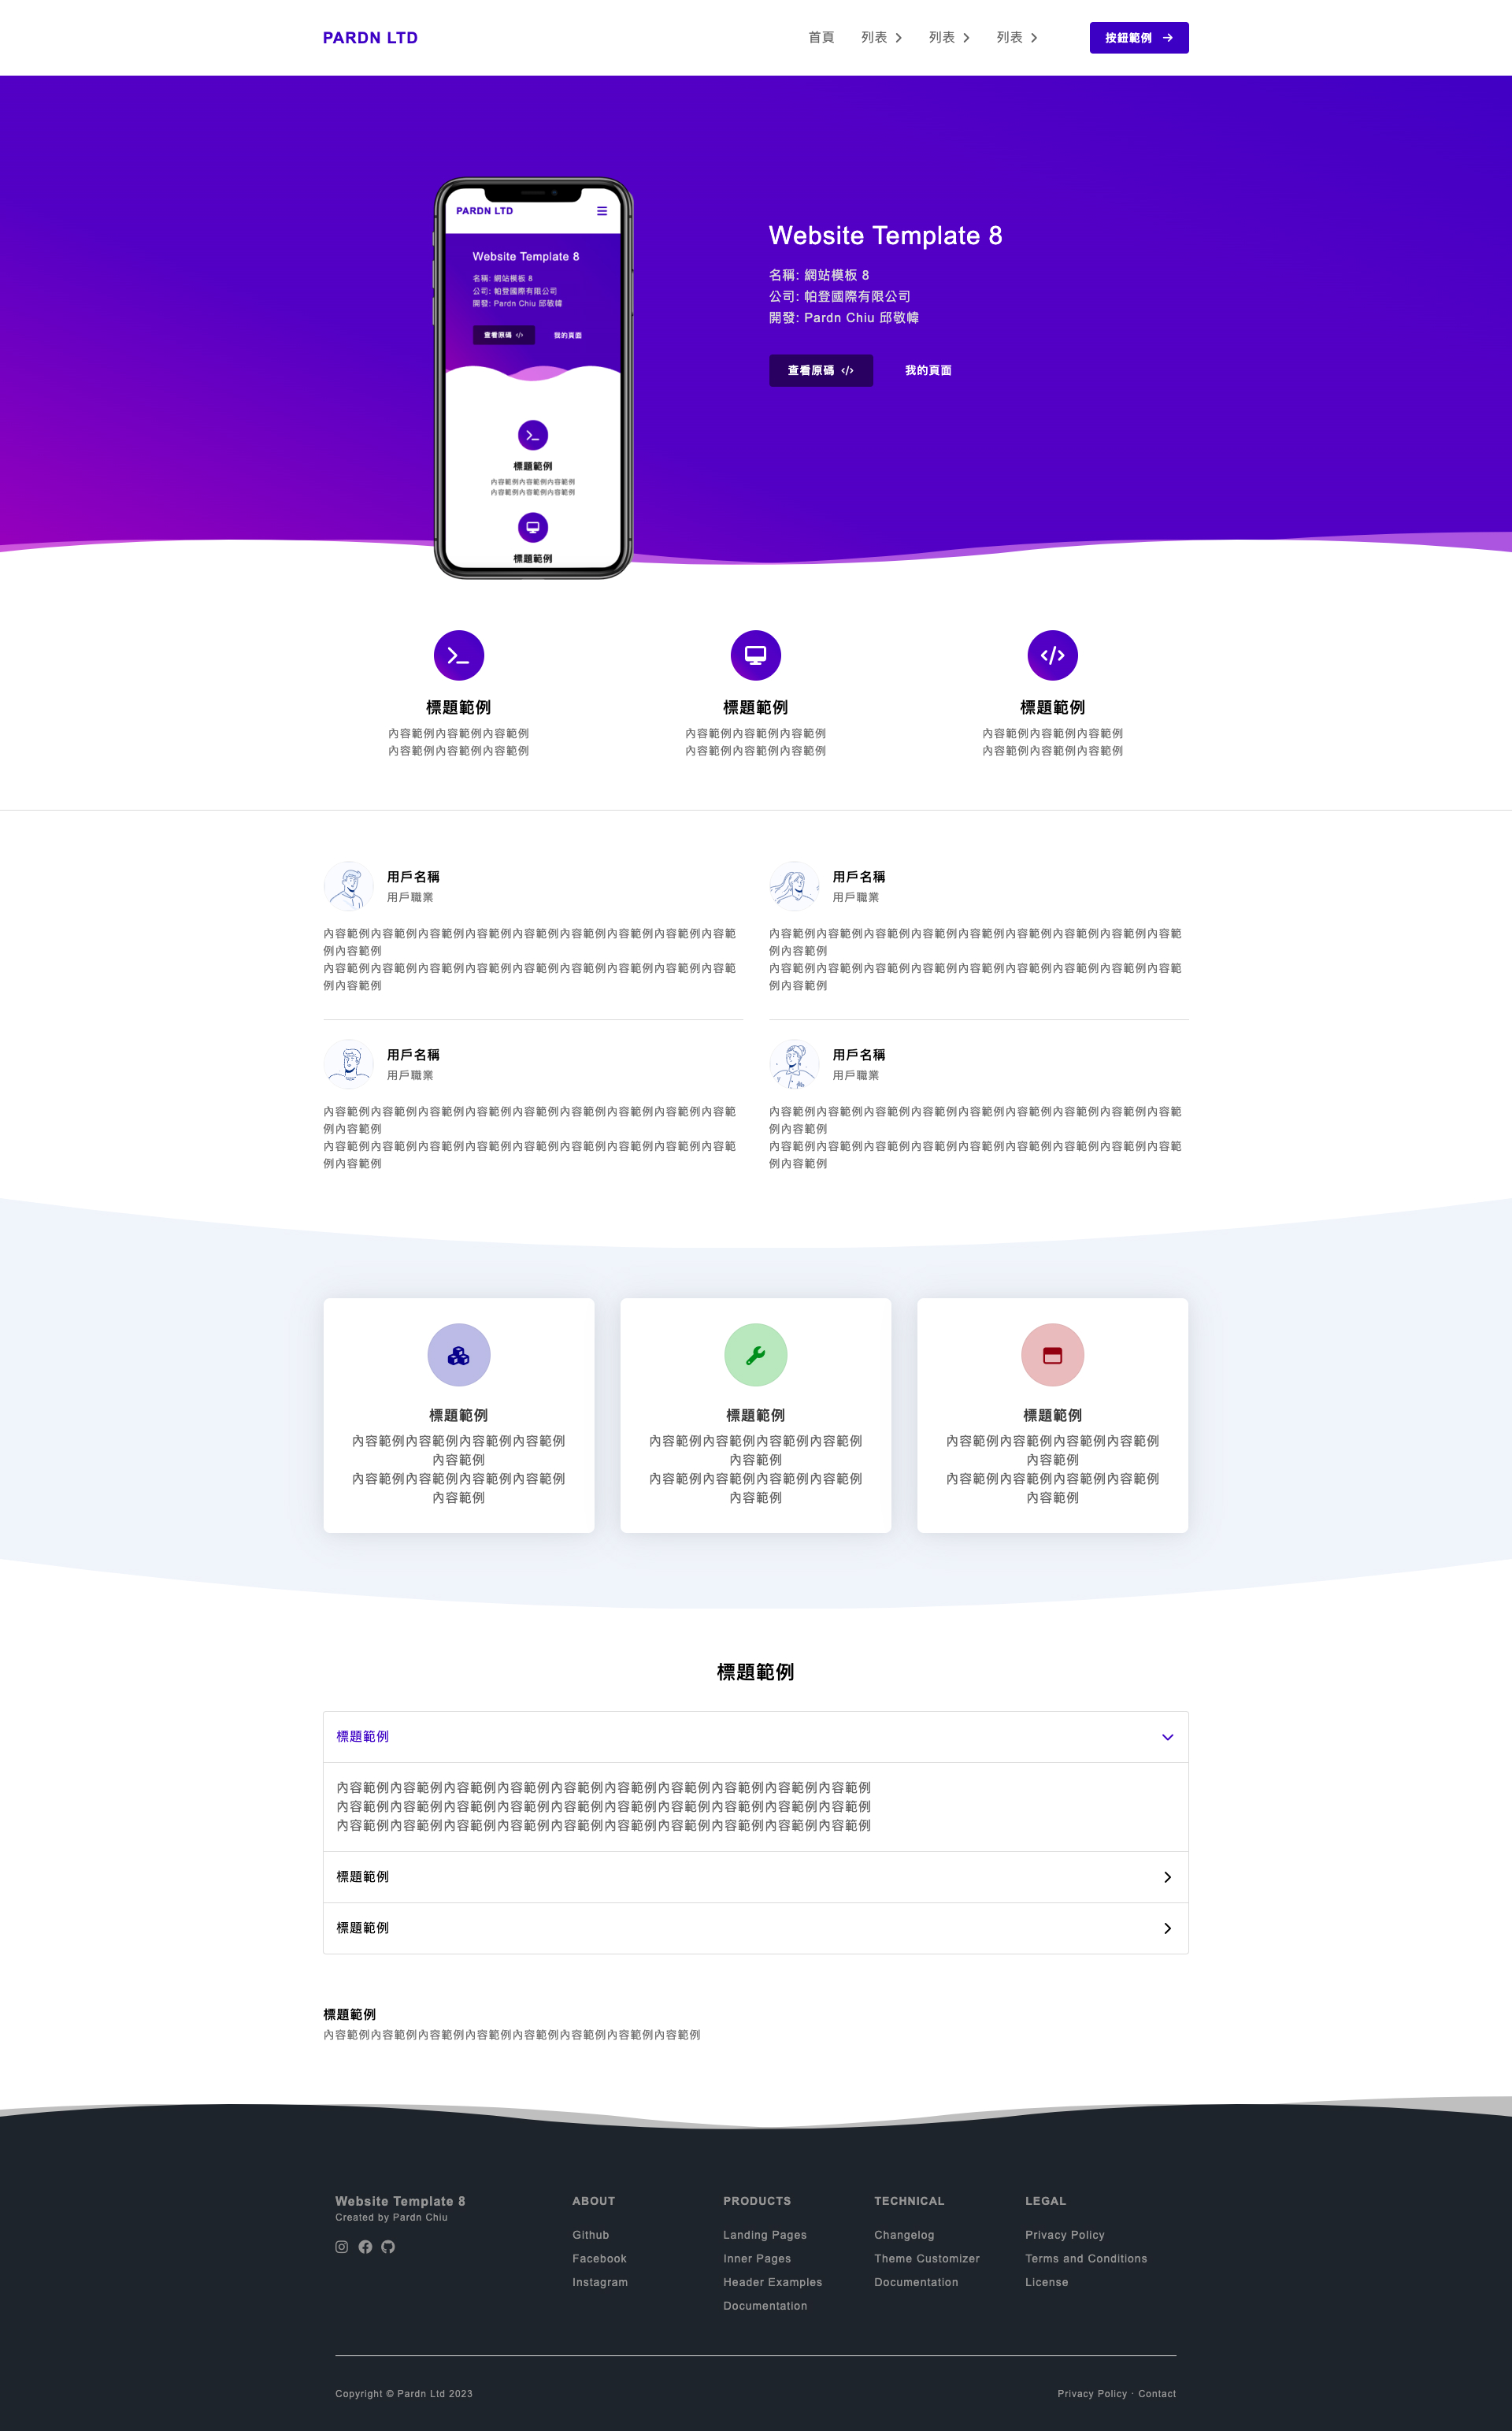 PARDN LTD
首頁 列表 列表 列表 按鈕範例
PARDN LTD
Website Template 8
名稱: 網站模板 8
公司: 帕登國際有限公司
開發: Pardn Chiu 邱敬幃
查看原碼 我的頁面
標題範例
內容範例內容範例內容範例
內容範例內容範例內容範例
標題範例
Website Template 8
名稱: 網站模板 8
公司: 帕登國際有限公司
開發: Pardn Chiu 邱敬幃
查看原碼 我的頁面
標題範例
內容範例內容範例內容範例
內容範例內容範例內容範例
標題範例
內容範例內容範例內容範例
內容範例內容範例內容範例
標題範例
內容範例內容範例內容範例
內容範例內容範例內容範例
用戶名稱
用戶職業
內容範例內容範例內容範例內容範例內容範例內容範例內容範例內容範例內容範
例內容範例
內容範例內容範例內容範例內容範例內容範例內容範例內容範例內容範例內容範
例內容範例
用戶名稱
用戶職業
內容範例內容範例內容範例內容範例內容範例內容範例內容範例內容範例內容範
例內容範例
內容範例內容範例內容範例內容範例內容範例內容範例內容範例內容範例內容範
例內容範例
用戶名稱
用戶職業
內容範例內容範例內容範例內容範例內容範例內容範例內容範例內容範例內容範
例內容範例
內容範例內容範例內容範例內容範例內容範例內容範例內容範例內容範例內容範
例內容範例
用戶名稱
用戶職業
內容範例內容範例內容範例內容範例內容範例內容範例內容範例內容範例內容範
例內容範例
內容範例內容範例內容範例內容範例內容範例內容範例內容範例內容範例內容範
例內容範例
標題範例
內容範例內容範例內容範例內容範例
內容範例
內容範例內容範例內容範例內容範例
內容範例
標題範例
內容範例內容範例內容範例內容範例
內容範例
內容範例內容範例內容範例內容範例
內容範例
標題範例
內容範例內容範例內容範例內容範例
內容範例
內容範例內容範例內容範例內容範例
內容範例
標題範例
標題範例
內容範例內容範例內容範例內容範例內容範例內容範例內容範例內容範例內容範例內容範例
內容範例內容範例內容範例內容範例內容範例內容範例內容範例內容範例內容範例內容範例
內容範例內容範例內容範例內容範例內容範例內容範例內容範例內容範例內容範例內容範例
標題範例
標題範例
標題範例
內容範例內容範例內容範例內容範例內容範例內容範例內容範例內容範例
Website Template 8
Created by Pardn Chiu
ABOUT
Github
Facebook
Instagram
PRODUCTS
Landing Pages
Inner Pages
Header Examples
Documentation
TECHNICAL
Changelog
Theme Customizer
Documentation
LEGAL
Privacy Policy
Terms and Conditions
License
Copyright © Pardn Ltd 2023
Privacy Policy · Contact